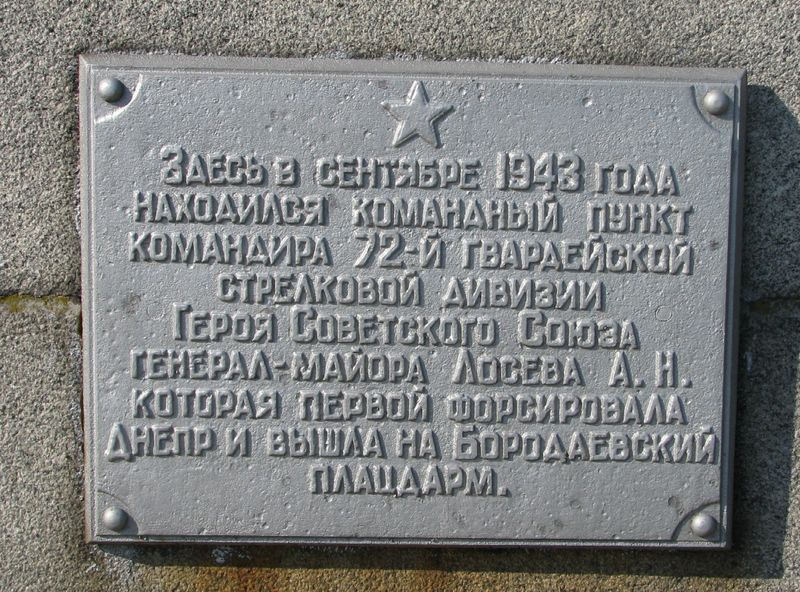 Здесь в сентябре 1943 года
находился командный пункт
командира 72-й гвардейской
стрелковой дивизии
Героя Советского Союза
генерал-майора Лосева А. И.
которая первой форсировала
Днепр и вышла на Бородаевский
плацдарм.